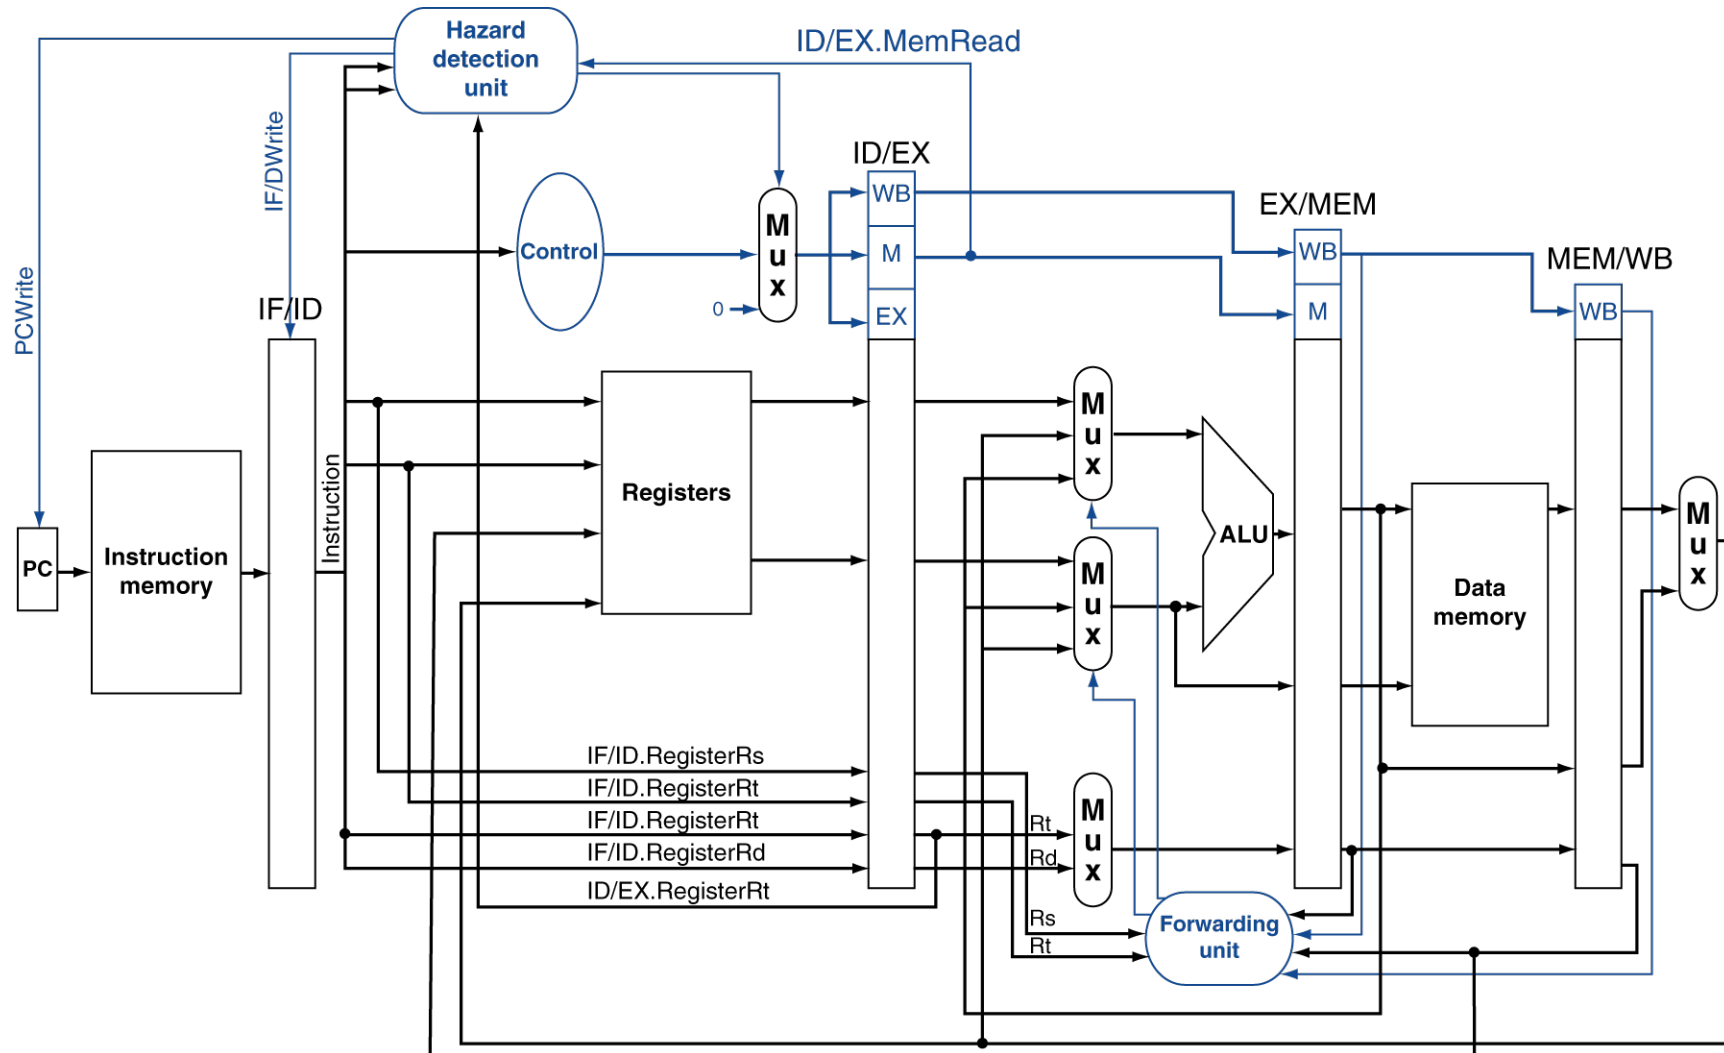 Hazard
detection
unit
ID/EX.MemRead
IF/DWrite
PCWrite
ID/EX
WB
M
EX
EX/MEM
WB
M
MEM/WB
WB
Control
M
u
x
0
IF/ID
Instruction
PC
Instruction
memory
Registers
M
u
x
M
u
x
ALU
Data
memory
M
u
x
IF/ID.RegisterRs
IF/ID.RegisterRt
IF/ID.RegisterRt
IF/ID.RegisterRd
ID/EX.RegisterRt
Rt
Rd
M
u
x
Rs
Rt
Forwarding
unit